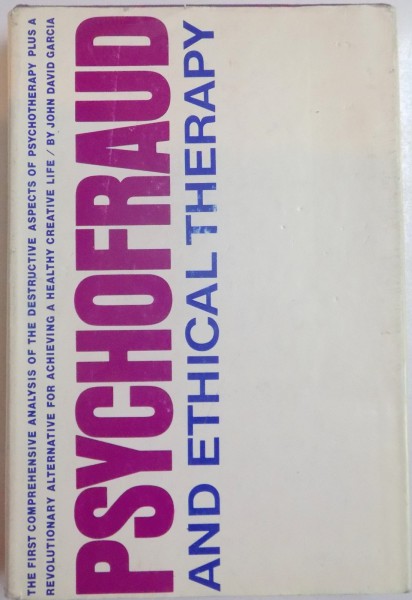 THE FIRST COMPREHENSIVE ANALYSIS OF THE DESTRUCTIVE ASPECTS OF PSYCHOTHERAPY PLUS A
REVOLUTIONARY ALTERNATIVE FOR ACHIEVING A HEALTHY CREATIVE LIFE / BY JOHN DAVID GARCIA
PSYCHOFRAUD
AND ETHICAL THERAPY